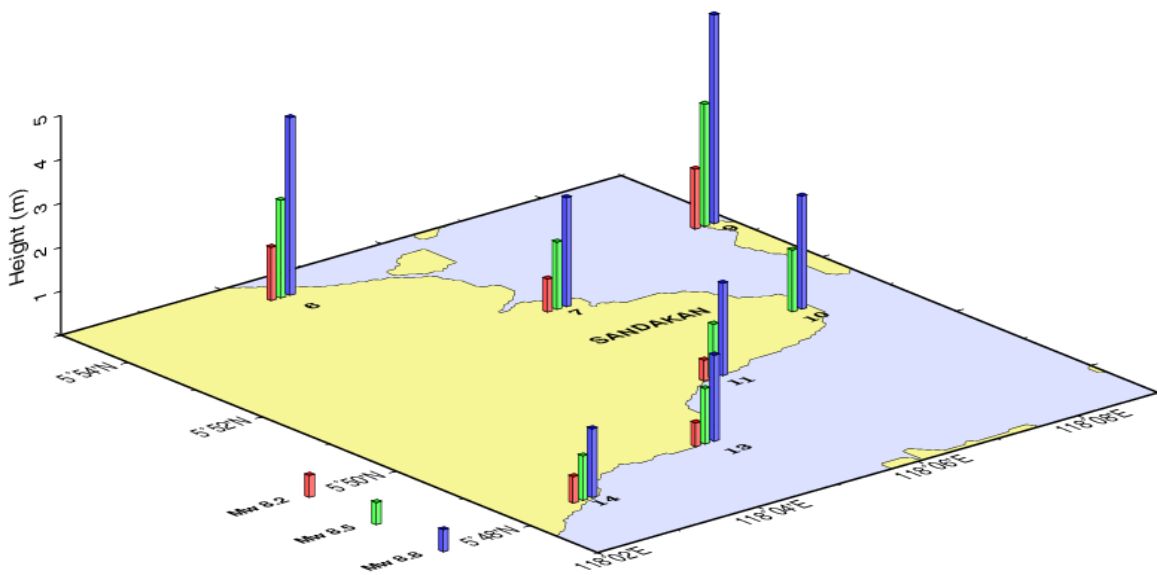 Height (m)
5
4
3
2
1
6
7
9
10
11
13
14
SANDAKAN
5°54'N
5°52'N
5°50'N
5°48'N
118°02'E
118°04'E
118°06'E
118°08'E
Mw 8.2
Mw 8.5
Mw 8.8